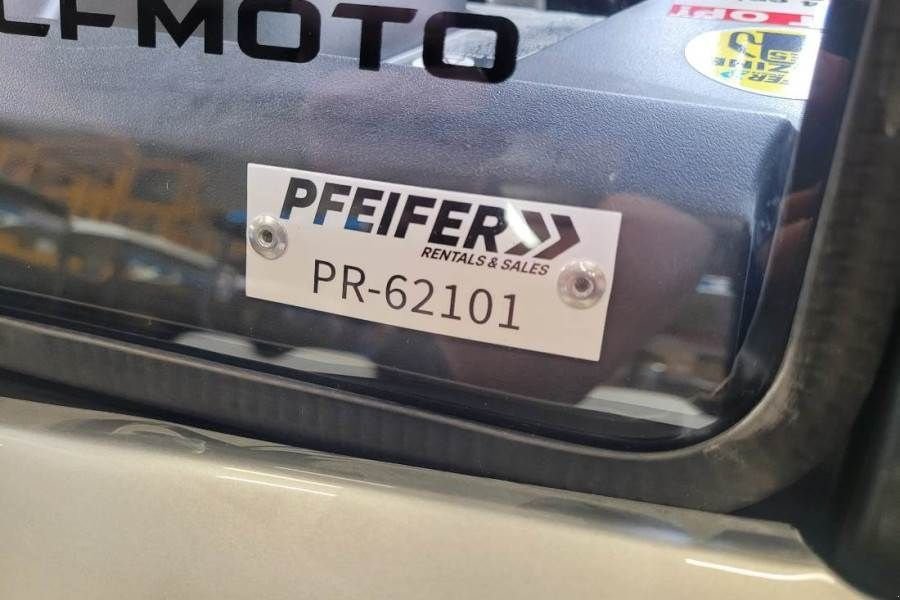 CFMOTO
PFEIFER
RENTALS & SALES
PR-62101